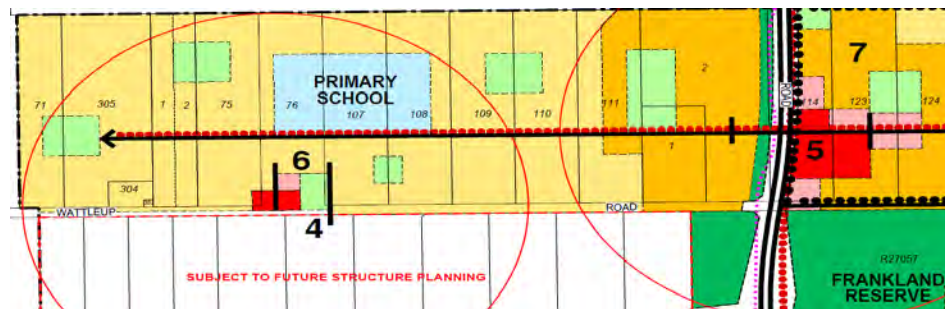 7
PRIMARY
SCHOOL
2
71
305
1
2
75
76
107
108
109
110
111
ROAD
114
123
124
1
5
6
304
WATTLEUP
ROAD
4
SUBJECT TO FUTURE STRUCTURE PLANNING
R27057
FRANKLAND
RESERVE